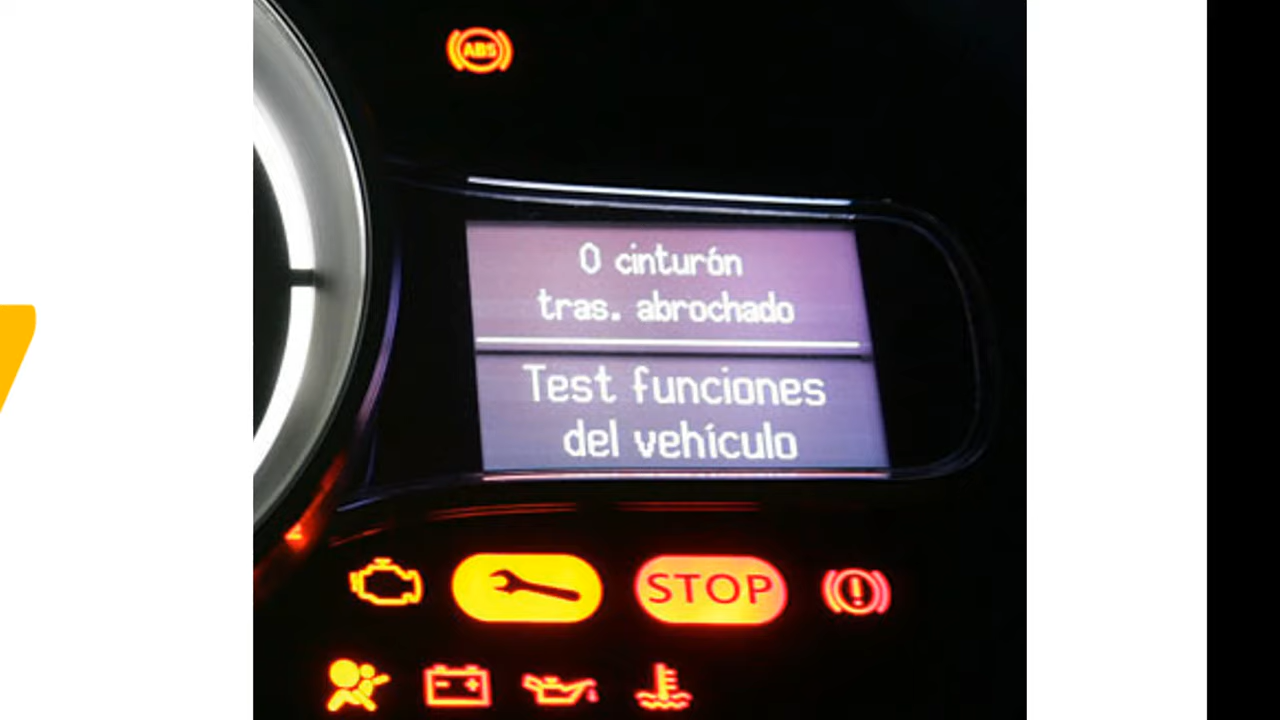 ABS
0 cinturón
tras. abrochado
Test funciones
del vehículo
STOP